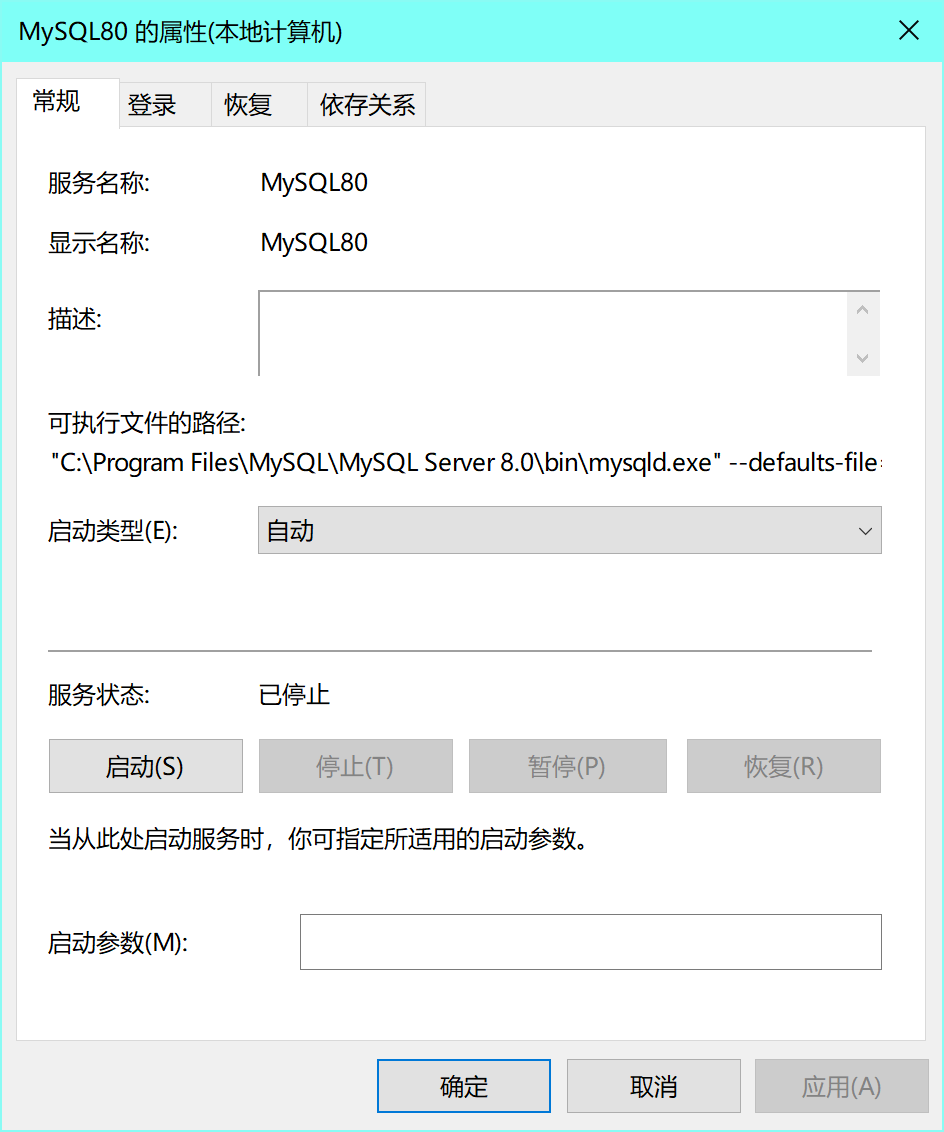 MySQL80 的属性(本地计算机)
常规 登录 恢复 依存关系
服务名称: MySQL80
显示名称: MySQL80
描述:
可执行文件的路径:
"C:\Program Files\MySQL\MySQL Server 8.0\bin\mysqld.exe" --defaults-file=
启动类型(E): 自动
服务状态: 已停止
启动(S) 停止(T) 暂停(P) 恢复(R)
当从此处启动服务时，你可指定所适用的启动参数。
启动参数(M):
确定 取消 应用(A)